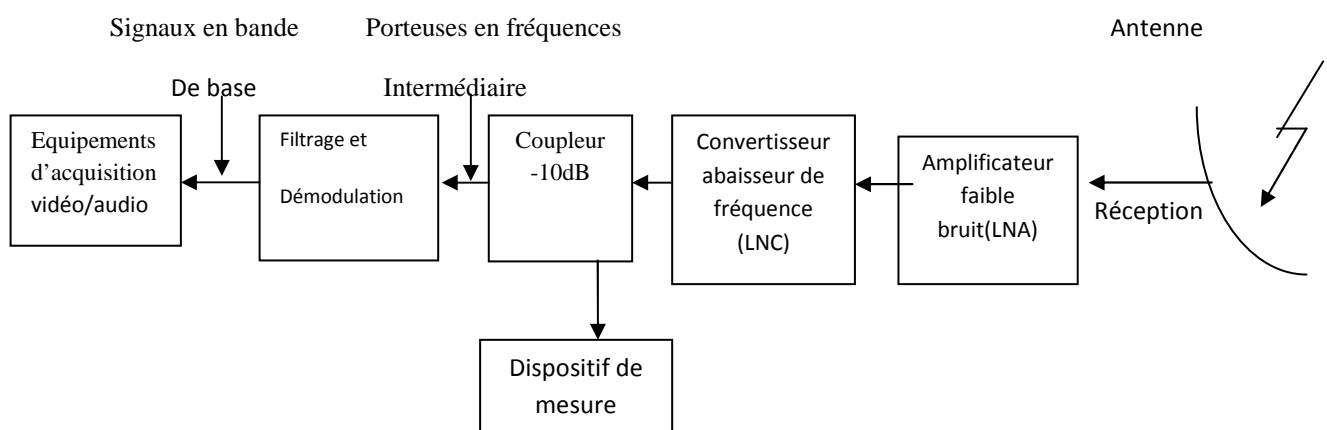 Signaux en bande
De base
Porteuses en fréquences
Intermédiaire
Antenne
Equipements
d’acquisition
vidéo/audio
Filtrage et
Démodulation
Coupleur
-10dB
Convertisseur
abaisseur de
fréquence
(LNC)
Amplificateur
faible
bruit(LNA)
Réception
Dispositif de
mesure